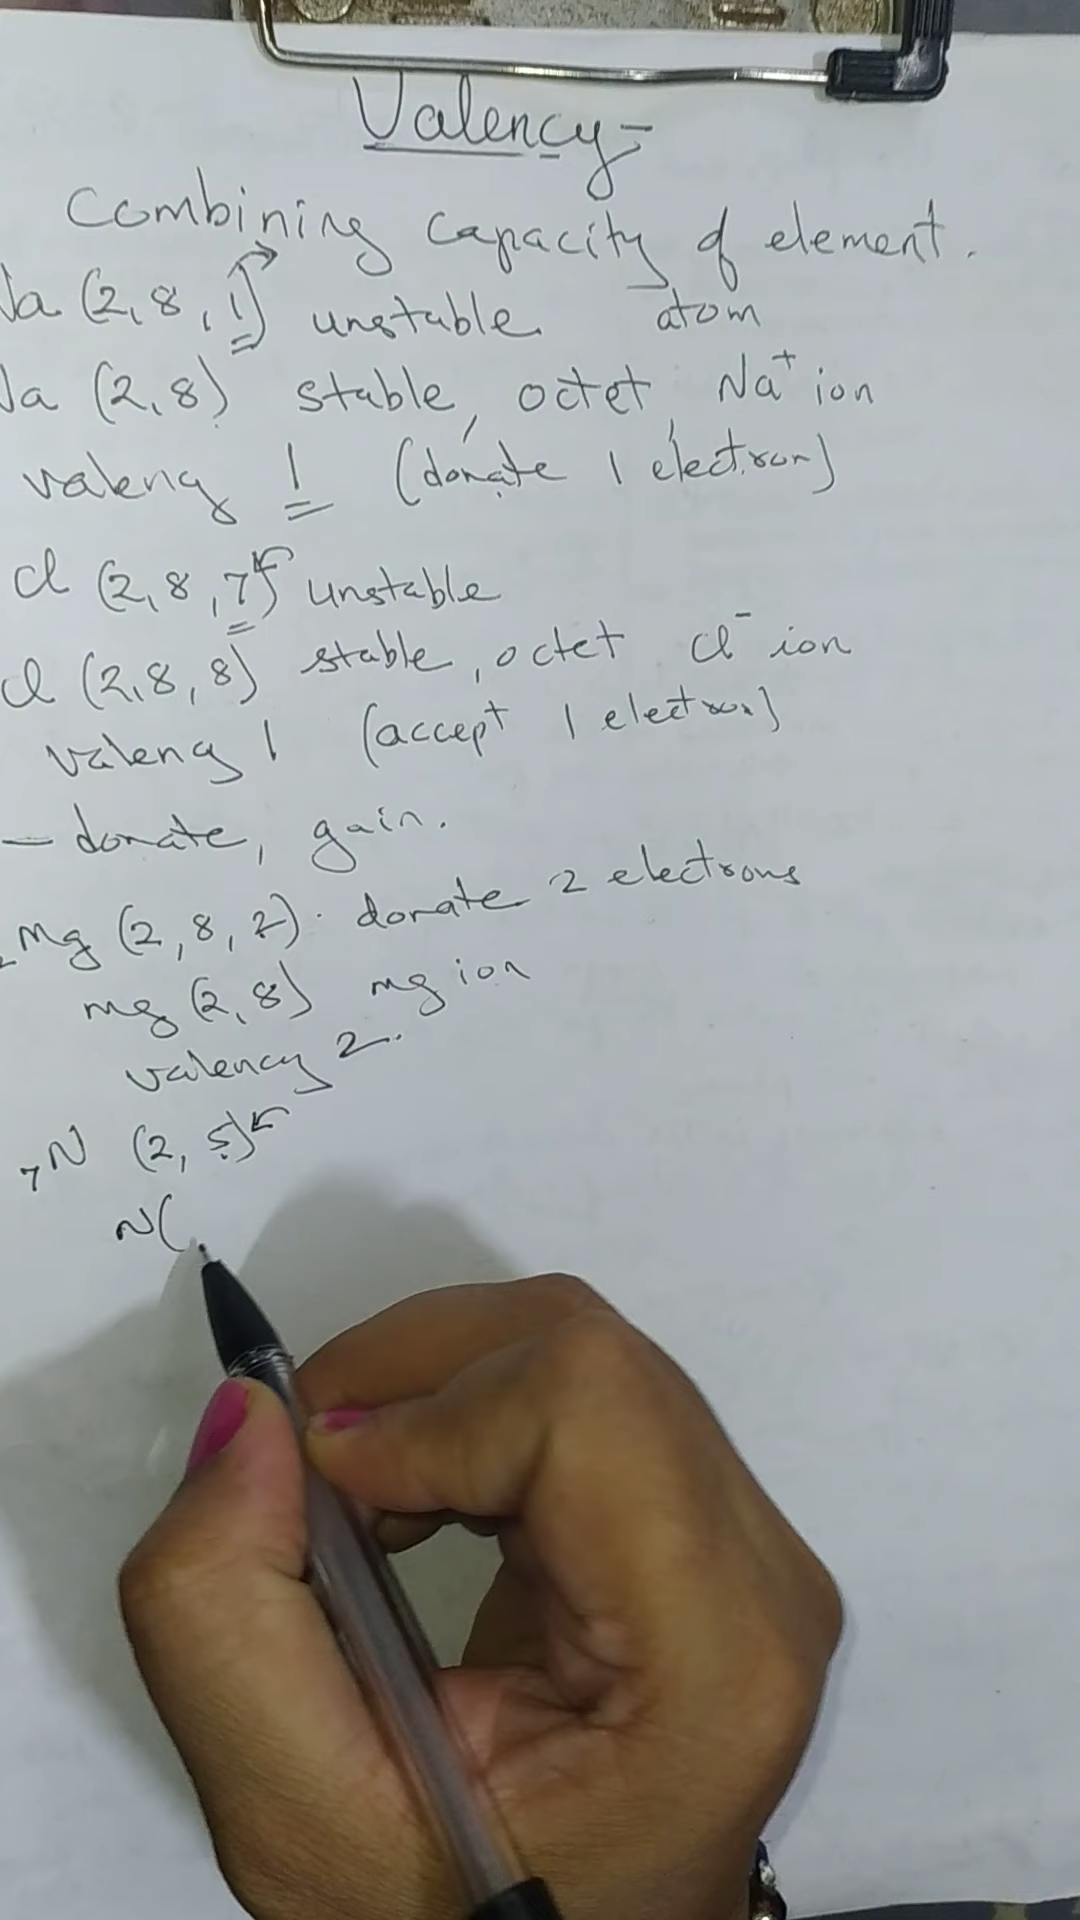 Valency -
Combining capacity of element.
Na (2, 8, 1) unstable atom
Na (2, 8) stable, octet, Na+ ion
valency 1 (donate 1 electron)
Cl (2, 8, 7) unstable
Cl (2, 8, 8) stable, octet Cl- ion
valency 1 (accept 1 electron)
- donate, gain.
Mg (2, 8, 2). donate 2 electrons
mg (2, 8) mg ion
valency 2.
7N (2, 5)
N(